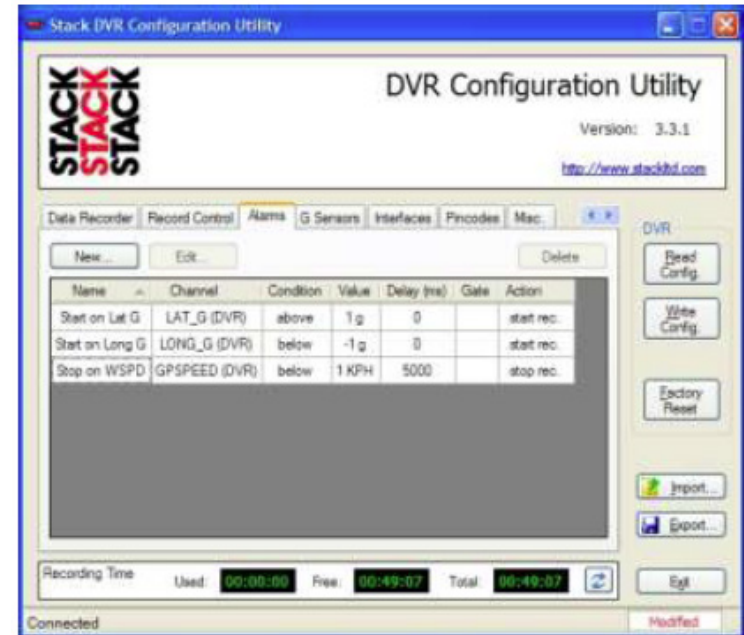 Stack DVR Configuration Utility
STACK
STACK
STACK
DVR Configuration Utility
Version: 3.3.1
http://www.stackltd.com
Data Recorder Record Control Alarms G Sensors Interfaces Pincodes Misc.
New... Edit... Delete
Name Channel Condition Value Delay (ms) Gate Action
Start on Lat G LAT_G (DVR) above 1 g 0 start rec.
Start on Long G LONG_G (DVR) below -1 g 0 start rec.
Stop on WSPD GPSPEED (DVR) below 1 KPH 5000 stop rec.
DVR
Read Config.
Write Config.
Factory Reset
Import...
Export...
Recording Time Used: 00:00:00 Free: 00:49:07 Total: 00:49:07
Exit
Connected
Modified